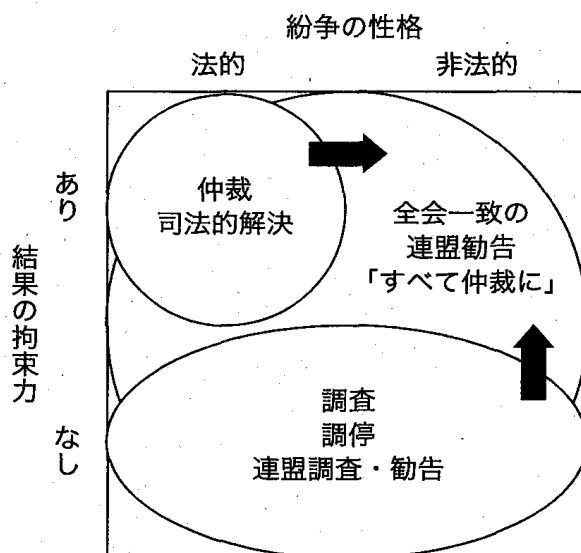 紛争の性格
法的
非法的
あり
結果の拘束力
なし
仲裁
司法的解決
全会一致の
連盟勧告
「すべて仲裁に」
調査
調停
連盟調査・勧告